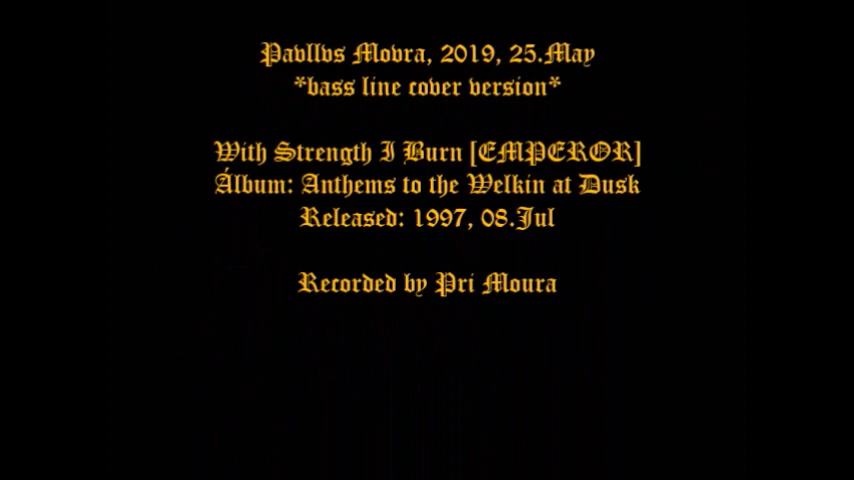 Pavllvs Movra, 2019, 25.May
*bass line cover version*
With Strength I Burn [EMPEROR]
Álbum: Anthems to the Welkin at Dusk
Released: 1997, 08.Jul
Recorded by Pri Moura